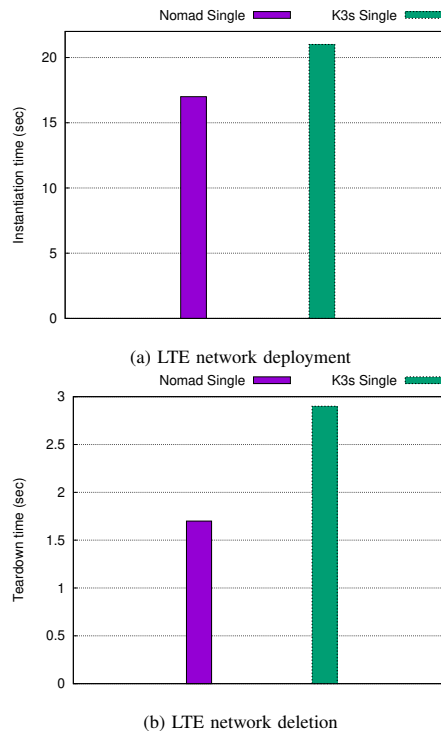 Nomad Single K3s Single
20
15
10
5
0
Instantiation time (sec)
(a) LTE network deployment
Nomad Single K3s Single
3
2.5
2
1.5
1
0.5
0
Teardown time (sec)
(b) LTE network deletion